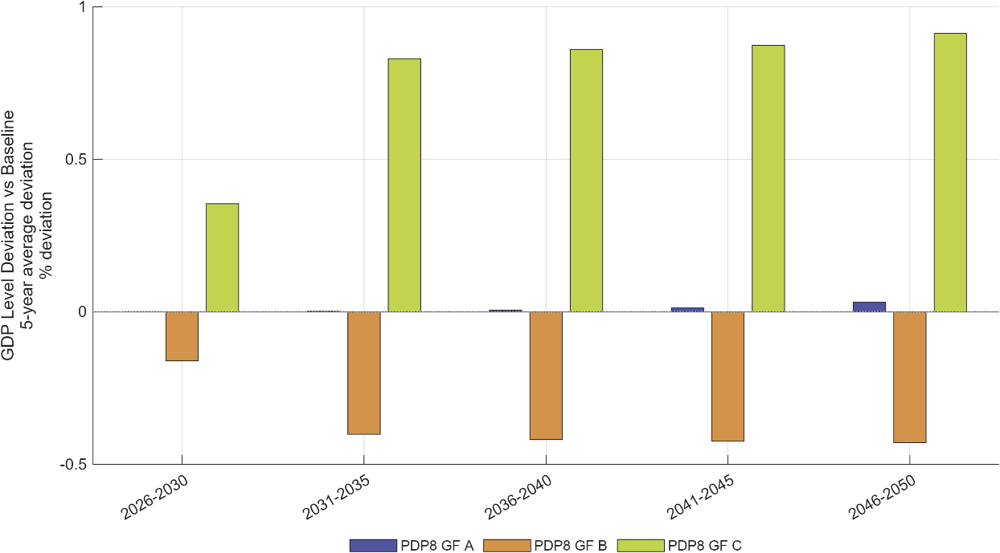 GDP Level Deviation vs Baseline
5-year average deviation
% deviation
1
0.5
0
-0.5
2026-2030
2031-2035
2036-2040
2041-2045
2046-2050
PDP8 GF A
PDP8 GF B
PDP8 GF C